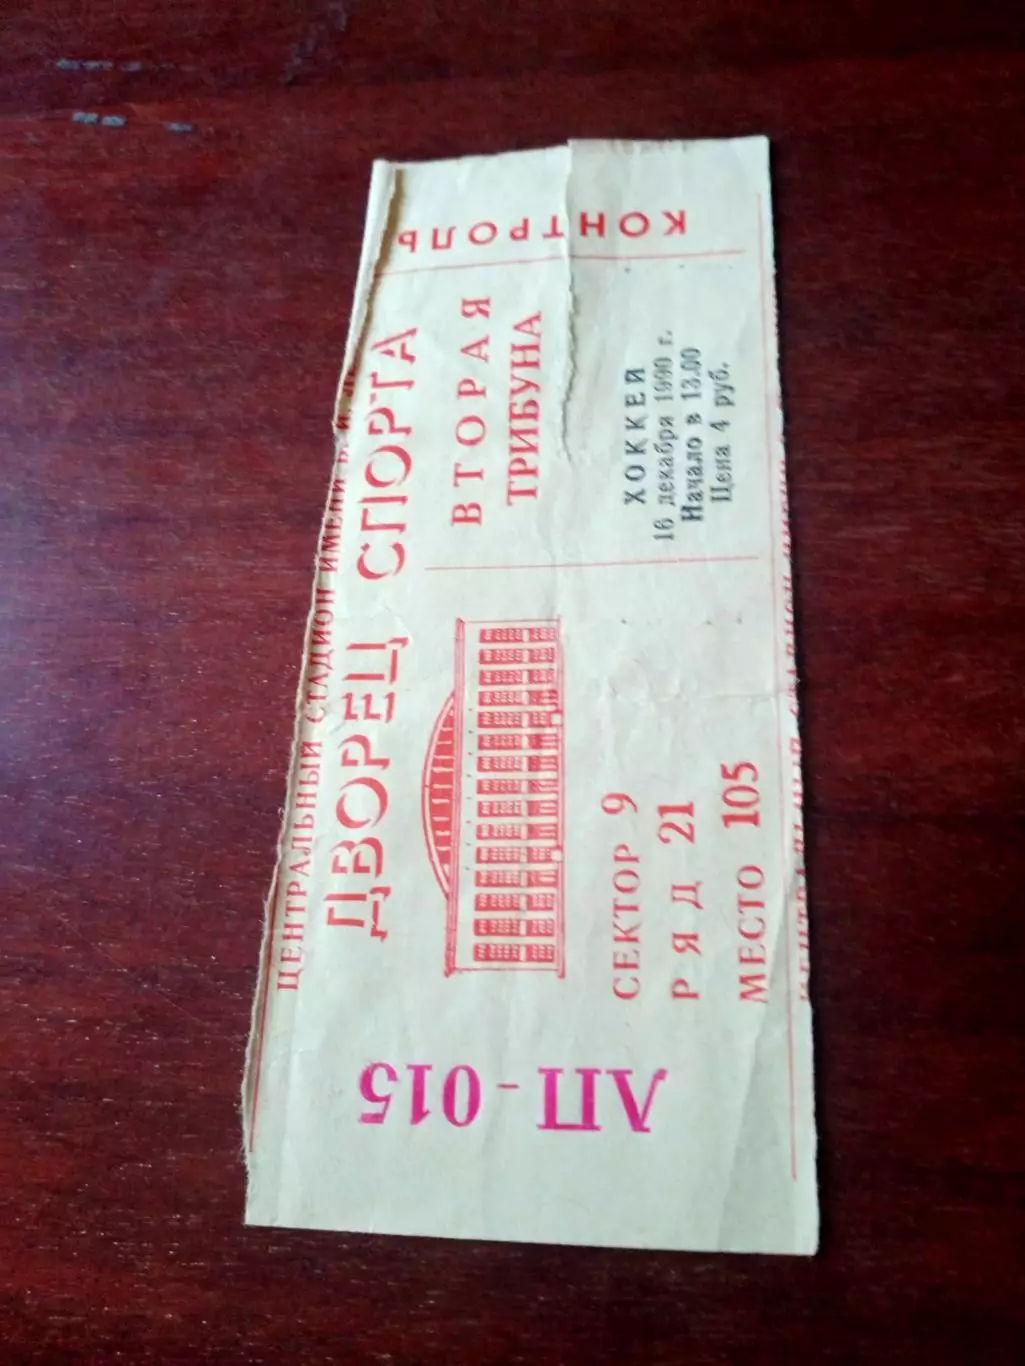 ЦЕНТРАЛЬНЫЙ СТАДИОН ИМЕНИ В. И.
ДВОРЕЦ СПОРТА
ВТОРАЯ
ТРИБУНА
ХОККЕЙ
16 декабря 1990 г.
Начало в 13.00
Цена 4 руб.
СЕКТОР 9
РЯД 21
МЕСТО 105
КОНТРОЛЬ
ЛП-015